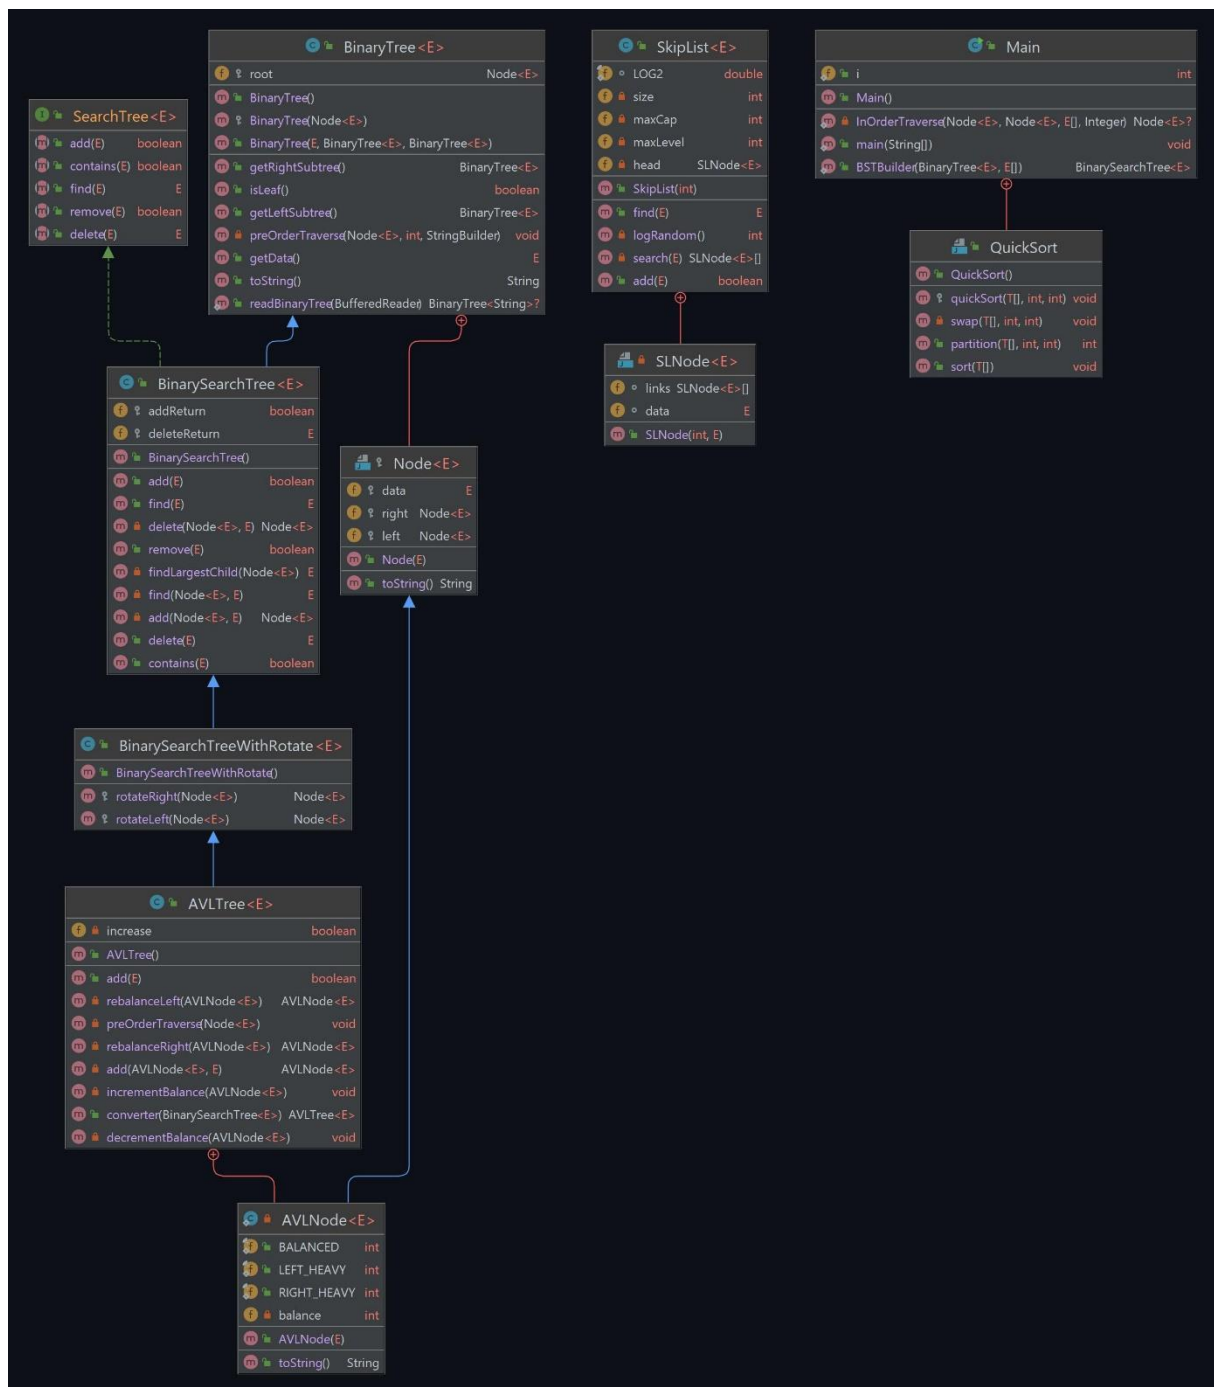 SearchTree<E>
add(E) boolean
contains(E) boolean
find(E) E
remove(E) boolean
delete(E) E
BinaryTree<E>
root Node<E>
BinaryTree()
BinaryTree(Node<E>)
BinaryTree(E, BinaryTree<E>, BinaryTree<E>)
getRightSubtree() BinaryTree<E>
isLeaf() boolean
getLeftSubtree() BinaryTree<E>
preOrderTraverse(Node<E>, int, StringBuilder) void
getData() E
toString() String
readBinaryTree(BufferedReader) BinaryTree<String>?
SkipList<E>
LOG2 double
size int
maxCap int
maxLevel int
head SLNode<E>
SkipList(int)
find(E) E
logRandom() int
search(E) SLNode<E>[]
add(E) boolean
Main
i int
Main()
InOrderTraverse(Node<E>, Node<E>, E[], Integer) Node<E>?
main(String[]) void
BSTBuilder(BinaryTree<E>, E[]) BinarySearchTree<E>
QuickSort
QuickSort()
quickSort(T[], int, int) void
swap(T[], int, int) void
partition(T[], int, int) int
sort(T[]) void
SLNode<E>
links SLNode<E>[]
data E
SLNode(int, E)
BinarySearchTree<E>
addReturn boolean
deleteReturn E
BinarySearchTree()
add(E) boolean
find(E) E
delete(Node<E>, E) Node<E>
remove(E) boolean
findLargestChild(Node<E>) E
find(Node<E>, E) E
add(Node<E>, E) Node<E>
delete(E) E
contains(E) boolean
Node<E>
data E
right Node<E>
left Node<E>
Node(E)
toString() String
BinarySearchTreeWithRotate<E>
BinarySearchTreeWithRotate()
rotateRight(Node<E>) Node<E>
rotateLeft(Node<E>) Node<E>
AVLTree<E>
increase boolean
AVLTree()
add(E) boolean
rebalanceLeft(AVLNode<E>) AVLNode<E>
preOrderTraverse(Node<E>) void
rebalanceRight(AVLNode<E>) AVLNode<E>
add(AVLNode<E>, E) AVLNode<E>
incrementBalance(AVLNode<E>) void
converter(BinarySearchTree<E>) AVLTree<E>
decrementBalance(AVLNode<E>) void
AVLNode<E>
BALANCED int
LEFT_HEAVY int
RIGHT_HEAVY int
balance int
AVLNode(E)
toString() String